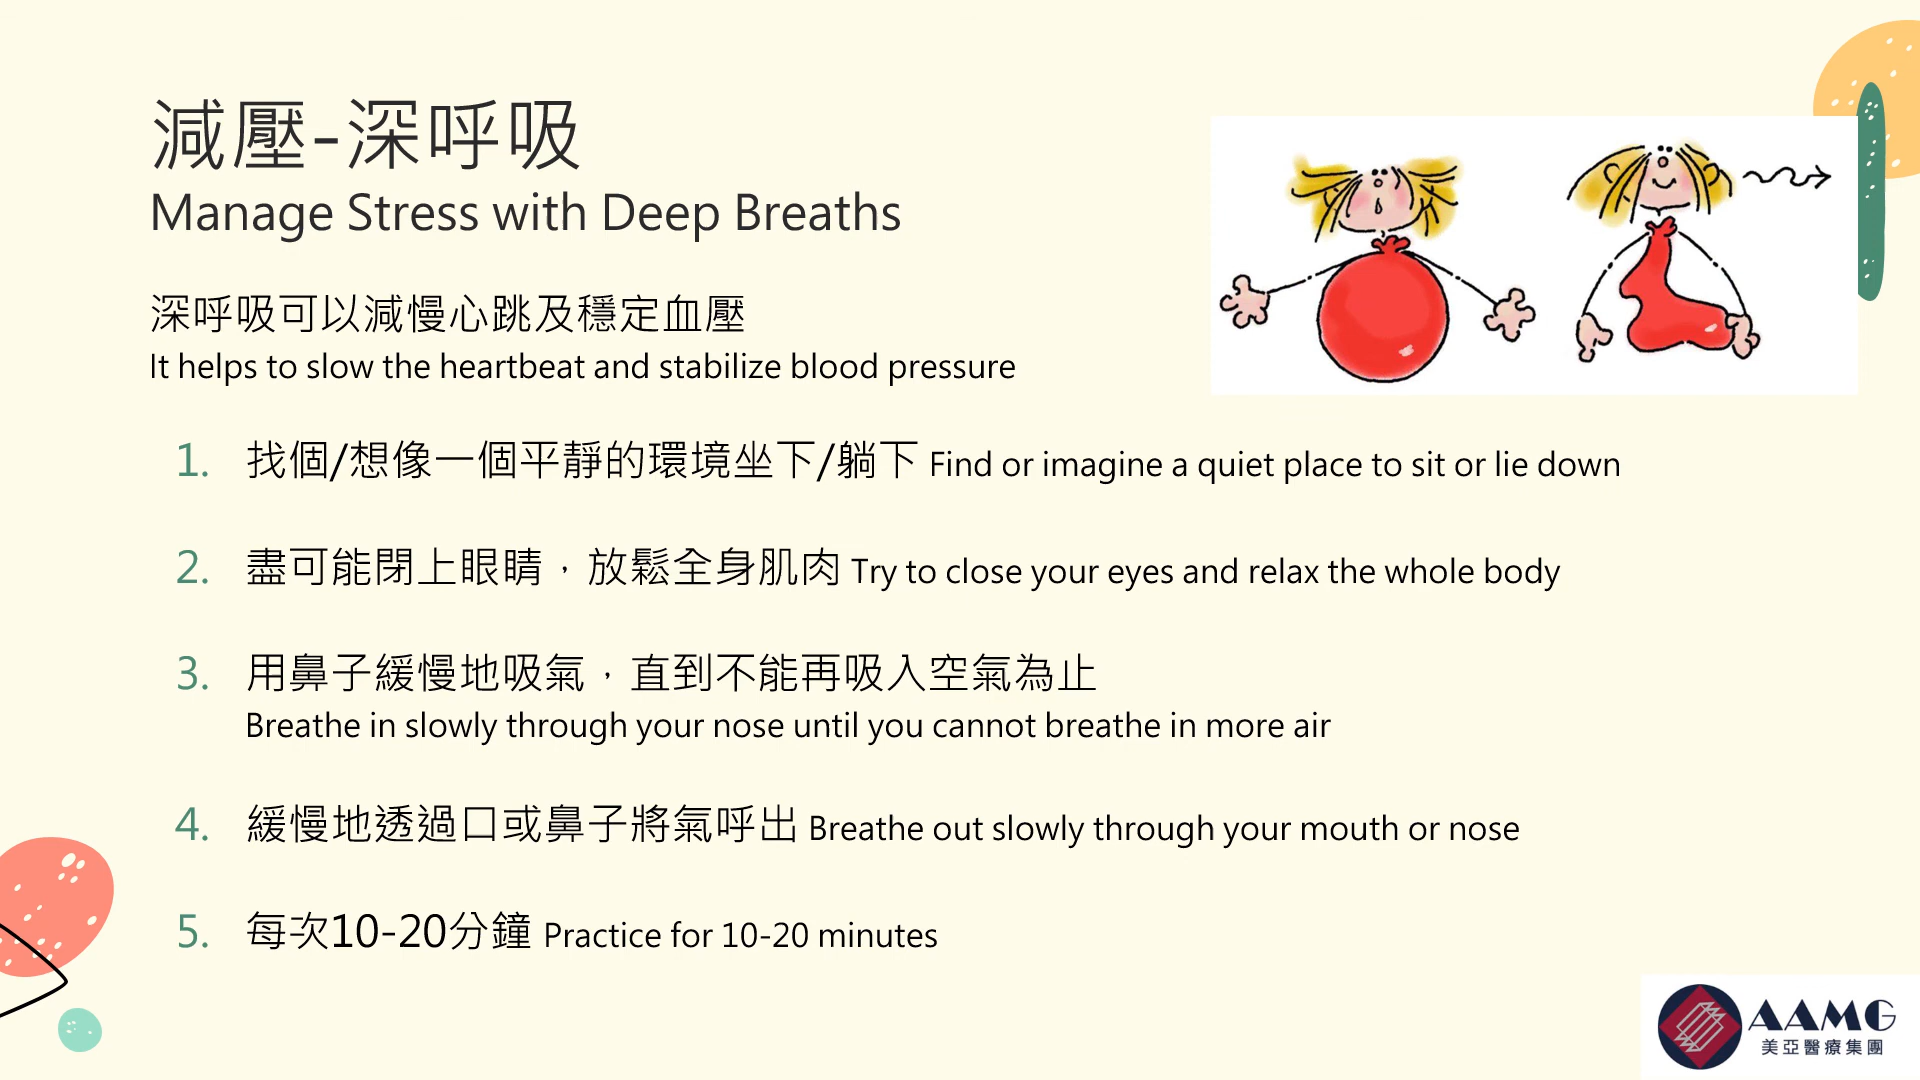 減壓-深呼吸
Manage Stress with Deep Breaths
深呼吸可以減慢心跳及穩定血壓
It helps to slow the heartbeat and stabilize blood pressure
1. 找個/想像一個平靜的環境坐下/躺下 Find or imagine a quiet place to sit or lie down
2. 盡可能閉上眼睛，放鬆全身肌肉 Try to close your eyes and relax the whole body
3. 用鼻子緩慢地吸氣，直到不能再吸入空氣為止
Breathe in slowly through your nose until you cannot breathe in more air
4. 緩慢地透過口或鼻子將氣呼出 Breathe out slowly through your mouth or nose
5. 每次10-20分鐘 Practice for 10-20 minutes
AAMG
美亞醫療集團